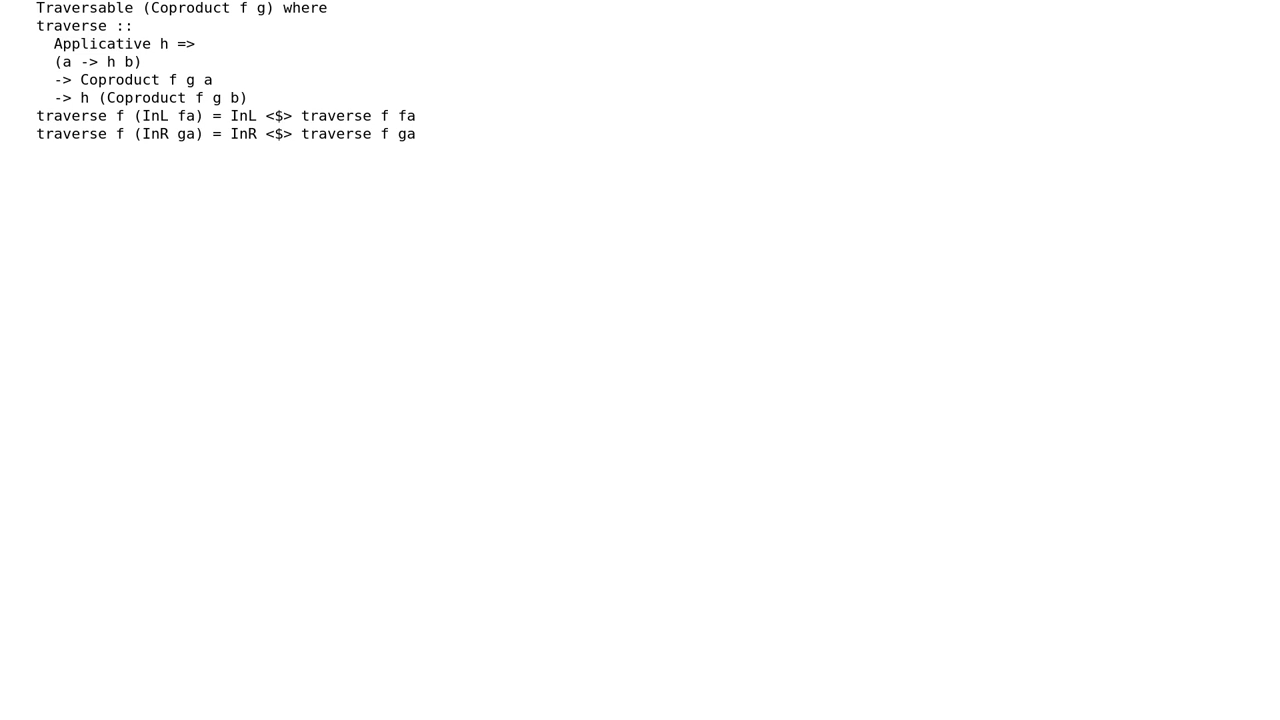 Traversable (Coproduct f g) where
traverse ::
  Applicative h =>
  (a -> h b)
  -> Coproduct f g a
  -> h (Coproduct f g b)
traverse f (InL fa) = InL <$> traverse f fa
traverse f (InR ga) = InR <$> traverse f ga